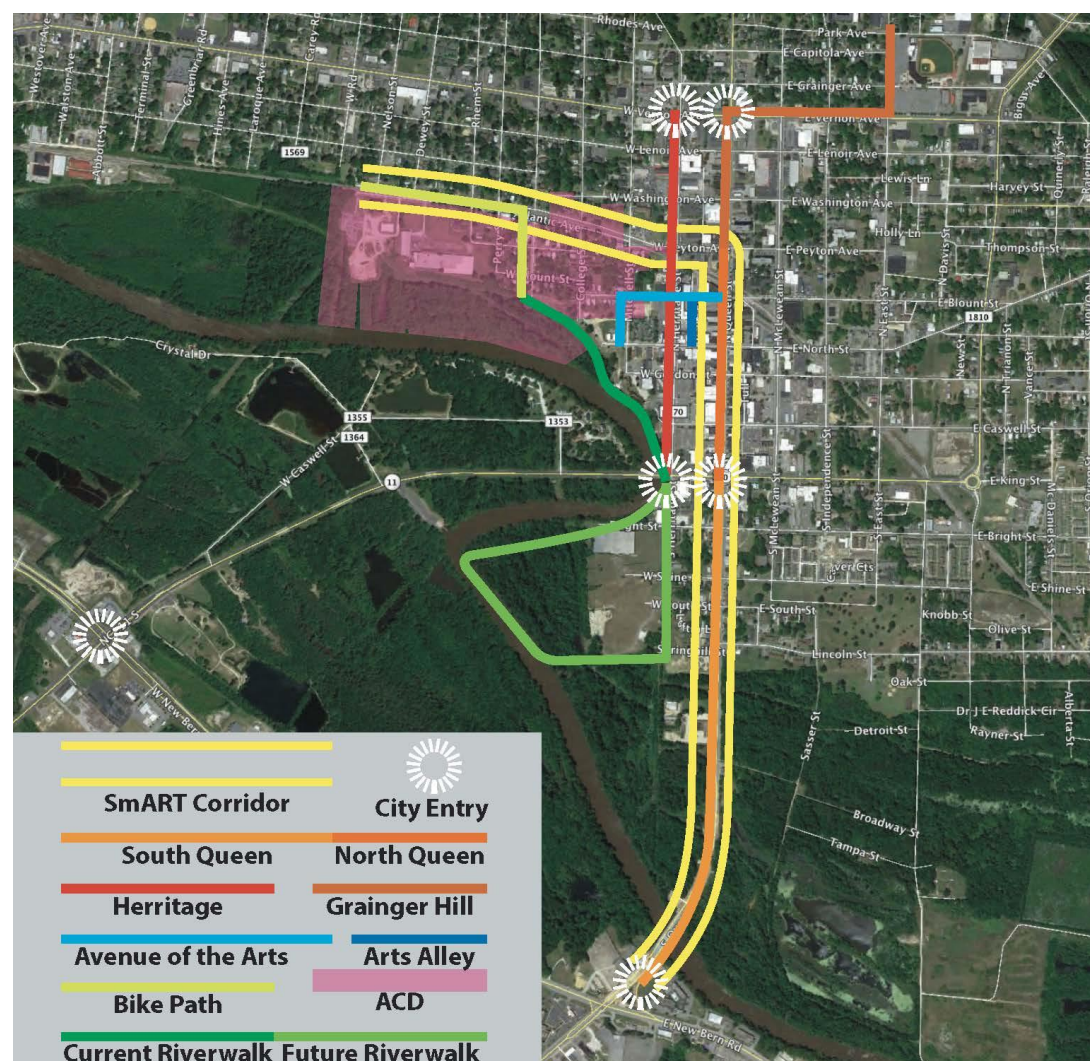 Rhodes Ave
Park Ave
E Capitola Ave
E Grainger Ave
E Vernon Ave
W Lenoir Ave
E Lenoir Ave
Lewis Ln
Harvey St
W Washington Ave
E Washington Ave
Holly Ln
E Peyton Ave
Thompson St
E Blount St
1810
E North St
E Caswell St
E King St
E Bright St
E Shine St
E South St
Knobb St
Olive St
Lincoln St
Oak St
Dr J E Reddick Cir
Rayner St
Detroit St
Broadway St
Tampa St
Sasser St
Alberta St
Westover Ave
Walston Ave
Terminal St
Greenbriar Rd
Carey Rd
Hines Ave
Laroque Ave
Abbott St
Nelson St
Dewey St
Rhem St
1569
Crystal Dr
1355
1364
1353
W Caswell St
11
N McLewean St
S McLewean St
N East St
S East St
N Davis St
New St
N Trianon St
Vance St
S Independence St
Quinnerly St
Biggs Ave
McDaniels St
E New Bern Rd
SmART Corridor
City Entry
South Queen
North Queen
Herritage
Grainger Hill
Avenue of the Arts
Arts Alley
Bike Path
ACD
Current Riverwalk
Future Riverwalk